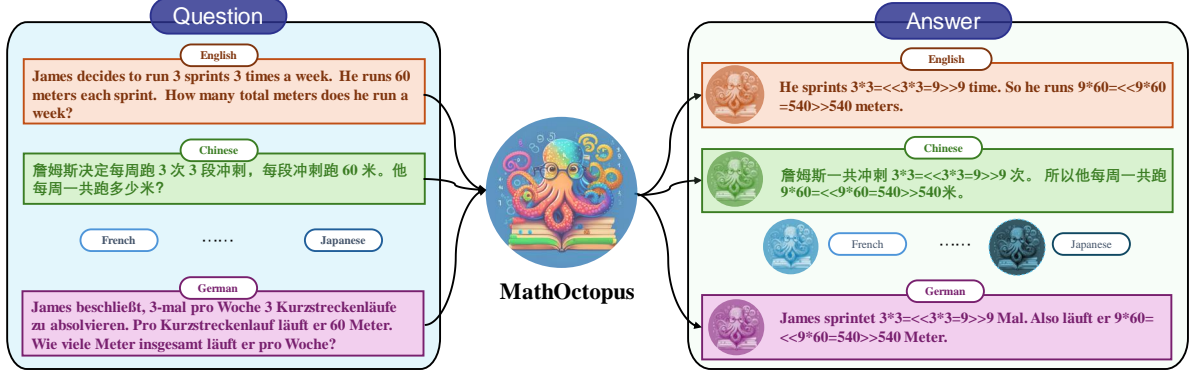 Question
English
James decides to run 3 sprints 3 times a week. He runs 60
meters each sprint. How many total meters does he run a
week?
Chinese
詹姆斯决定每周跑 3 次 3 段冲刺，每段冲刺跑 60 米。他
每周一共跑多少米？
French
......
Japanese
German
James beschließt, 3-mal pro Woche 3 Kurzstreckenläufe
zu absolvieren. Pro Kurzstreckenlauf läuft er 60 Meter.
Wie viele Meter insgesamt läuft er pro Woche?
MathOctopus
Answer
English
He sprints 3*3=<<3*3=9>>9 time. So he runs 9*60=<<9*60
=540>>540 meters.
Chinese
詹姆斯一共冲刺 3*3=<<3*3=9>>9 次。 所以他每周一共跑
9*60=<<9*60=540>>540米。
French
......
Japanese
German
James sprintet 3*3=<<3*3=9>>9 Mal. Also läuft er 9*60=
<<9*60=540>>540 Meter.